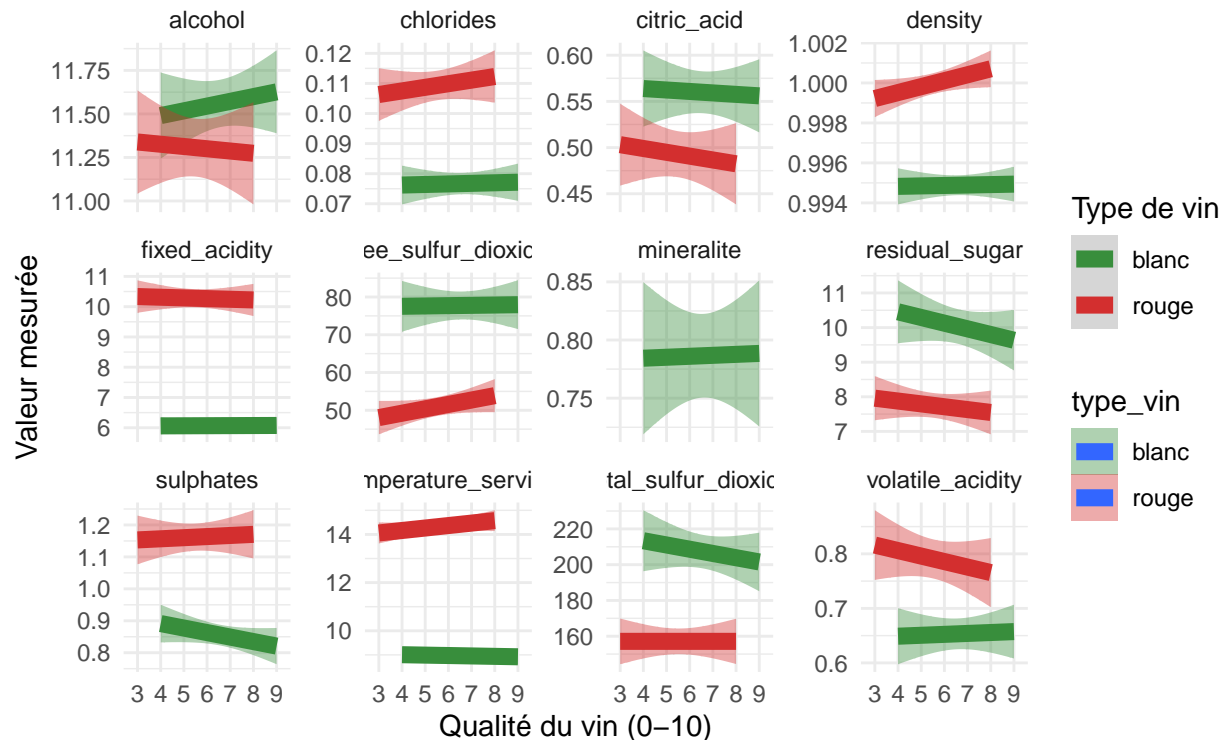 alcohol
chlorides
citric_acid
density
11.75
11.50
11.25
11.00
0.12
0.11
0.10
0.09
0.08
0.07
0.60
0.55
0.50
0.45
1.002
1.000
0.998
0.996
0.994
fixed_acidity
ee_sulfur_dioxid
mineralite
residual_sugar
11
10
9
8
7
6
80
70
60
50
0.85
0.80
0.75
11
10
9
8
7
sulphates
mperature_servi
tal_sulfur_dioxid
volatile_acidity
1.2
1.1
1.0
0.9
0.8
14
12
10
220
200
180
160
0.8
0.7
0.6
3 4 5 6 7 8 9
3 4 5 6 7 8 9
3 4 5 6 7 8 9
3 4 5 6 7 8 9
Qualité du vin (0–10)
Valeur mesurée
Type de vin
blanc
rouge
type_vin
blanc
rouge